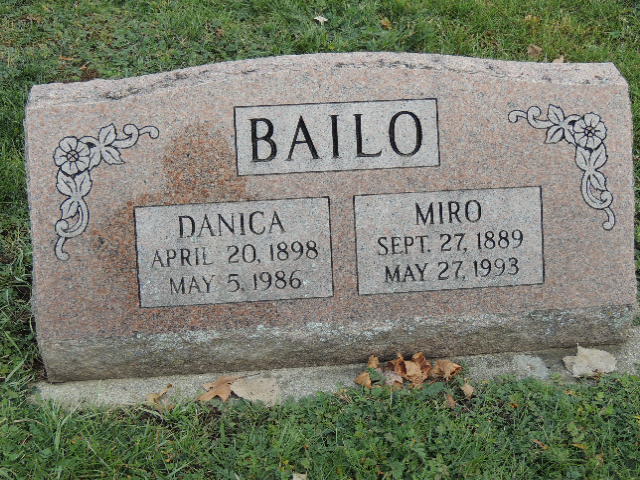 BAILO
DANICA
APRIL 20, 1898
MAY 5, 1986
MIRO
SEPT. 27, 1889
MAY 27, 1993